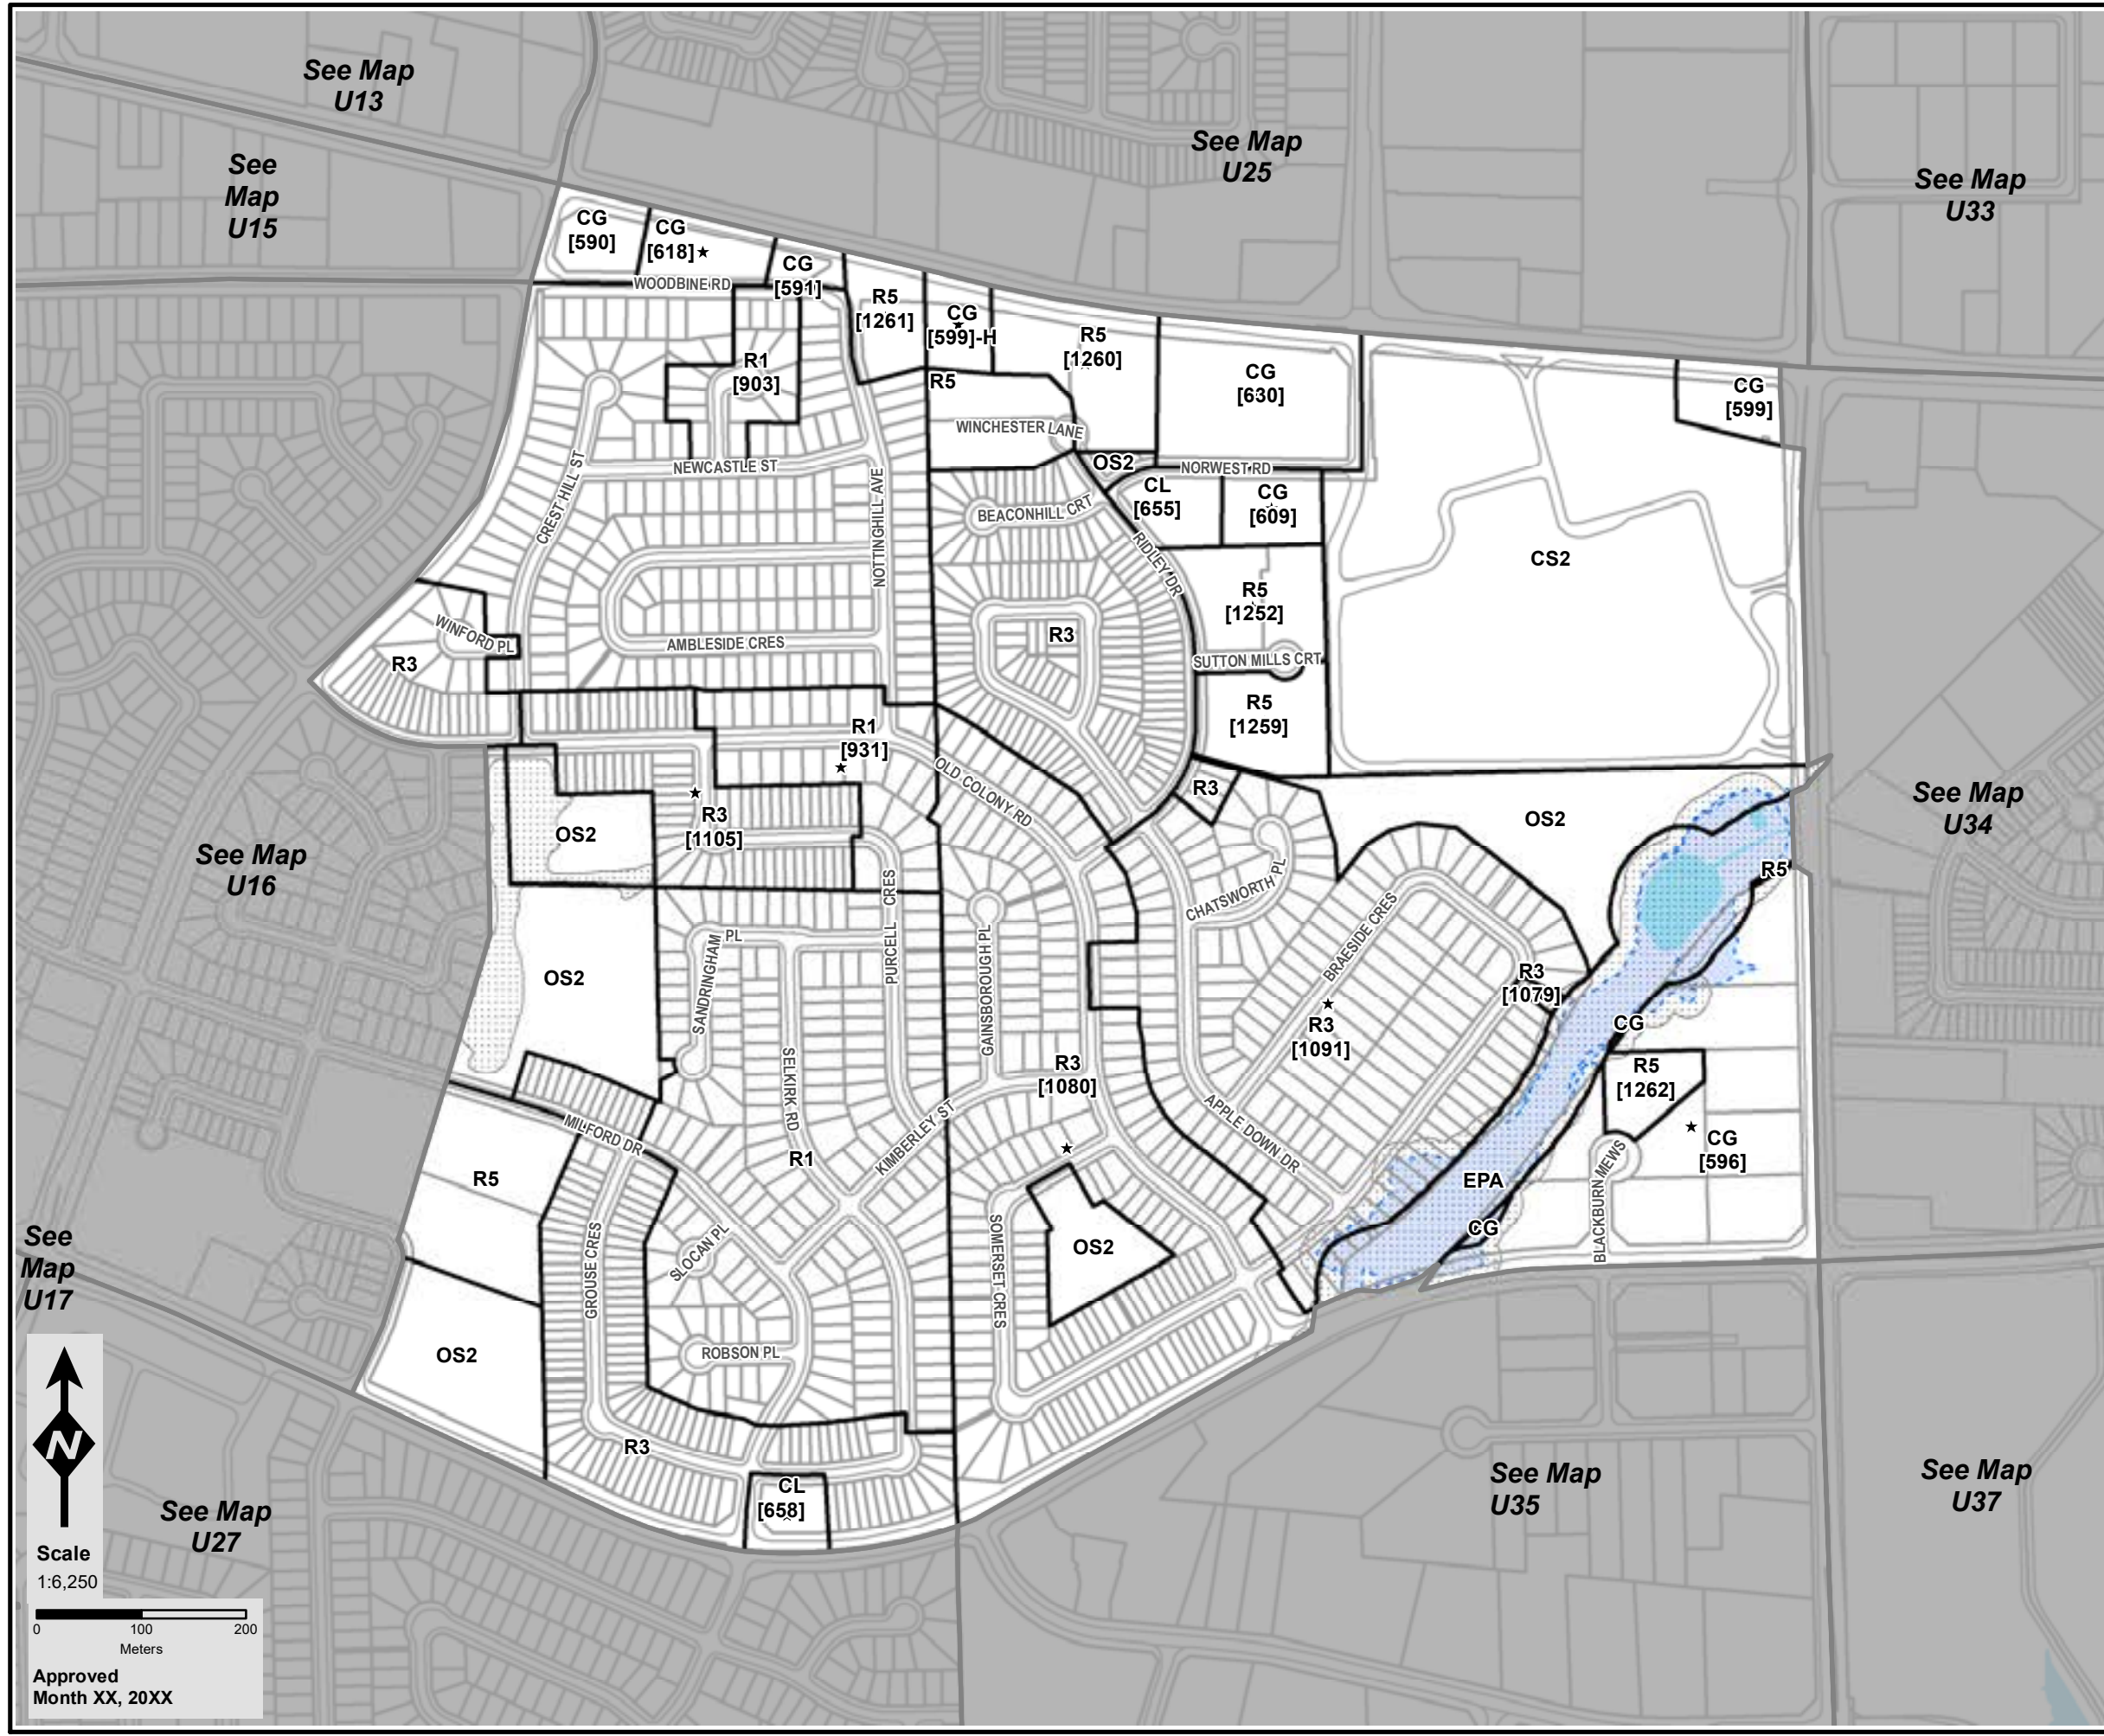 See Map
U13
See Map
U25
See
Map
U15
See Map
U33
CG
[590]
CG
[618]
CG
[591]
WOODBINE RD
R5
[1261]
CG
[599]-H
R5
[1260]
CG
[630]
CG
[599]
R1
[903]
R5
WINCHESTER LANE
OS2
NORWEST RD
NEWCASTLE ST
CREST HILL ST
NOTTINGHILL AVE
BEACONHILL CRT
CL
[655]
CG
[609]
RIDLEY DR
CS2
R5
[1252]
WINFORD PL
R3
AMBLESIDE CRES
R3
SUTTON MILLS CRT
R5
[1259]
R1
[931]
OLD COLONY RD
R3
OS2
R3
[1105]
OS2
See Map
U34
See Map
U16
CHATSWORTH PL
R5
PURCELL CRES
BRAESIDE CRES
SANDRINGHAM PL
GAINSBOROUGH PL
OS2
R3
[1079]
R3
[1091]
CG
SELKIRK RD
R3
[1080]
R5
[1262]
KIMBERLEY ST
APPLE DOWN DR
MILFORD DR
R1
CG
[596]
R5
EPA
BLACKBURN MEWS
CG
SLOCAN PL
GROUSE CRES
SOMERSET CRES
OS2
See
Map
U17
OS2
ROBSON PL
R3
CL
[658]
See Map
U35
See Map
U37
See Map
U27
N
Scale
1:6,250
0 100 200
Meters
Approved
Month XX, 20XX